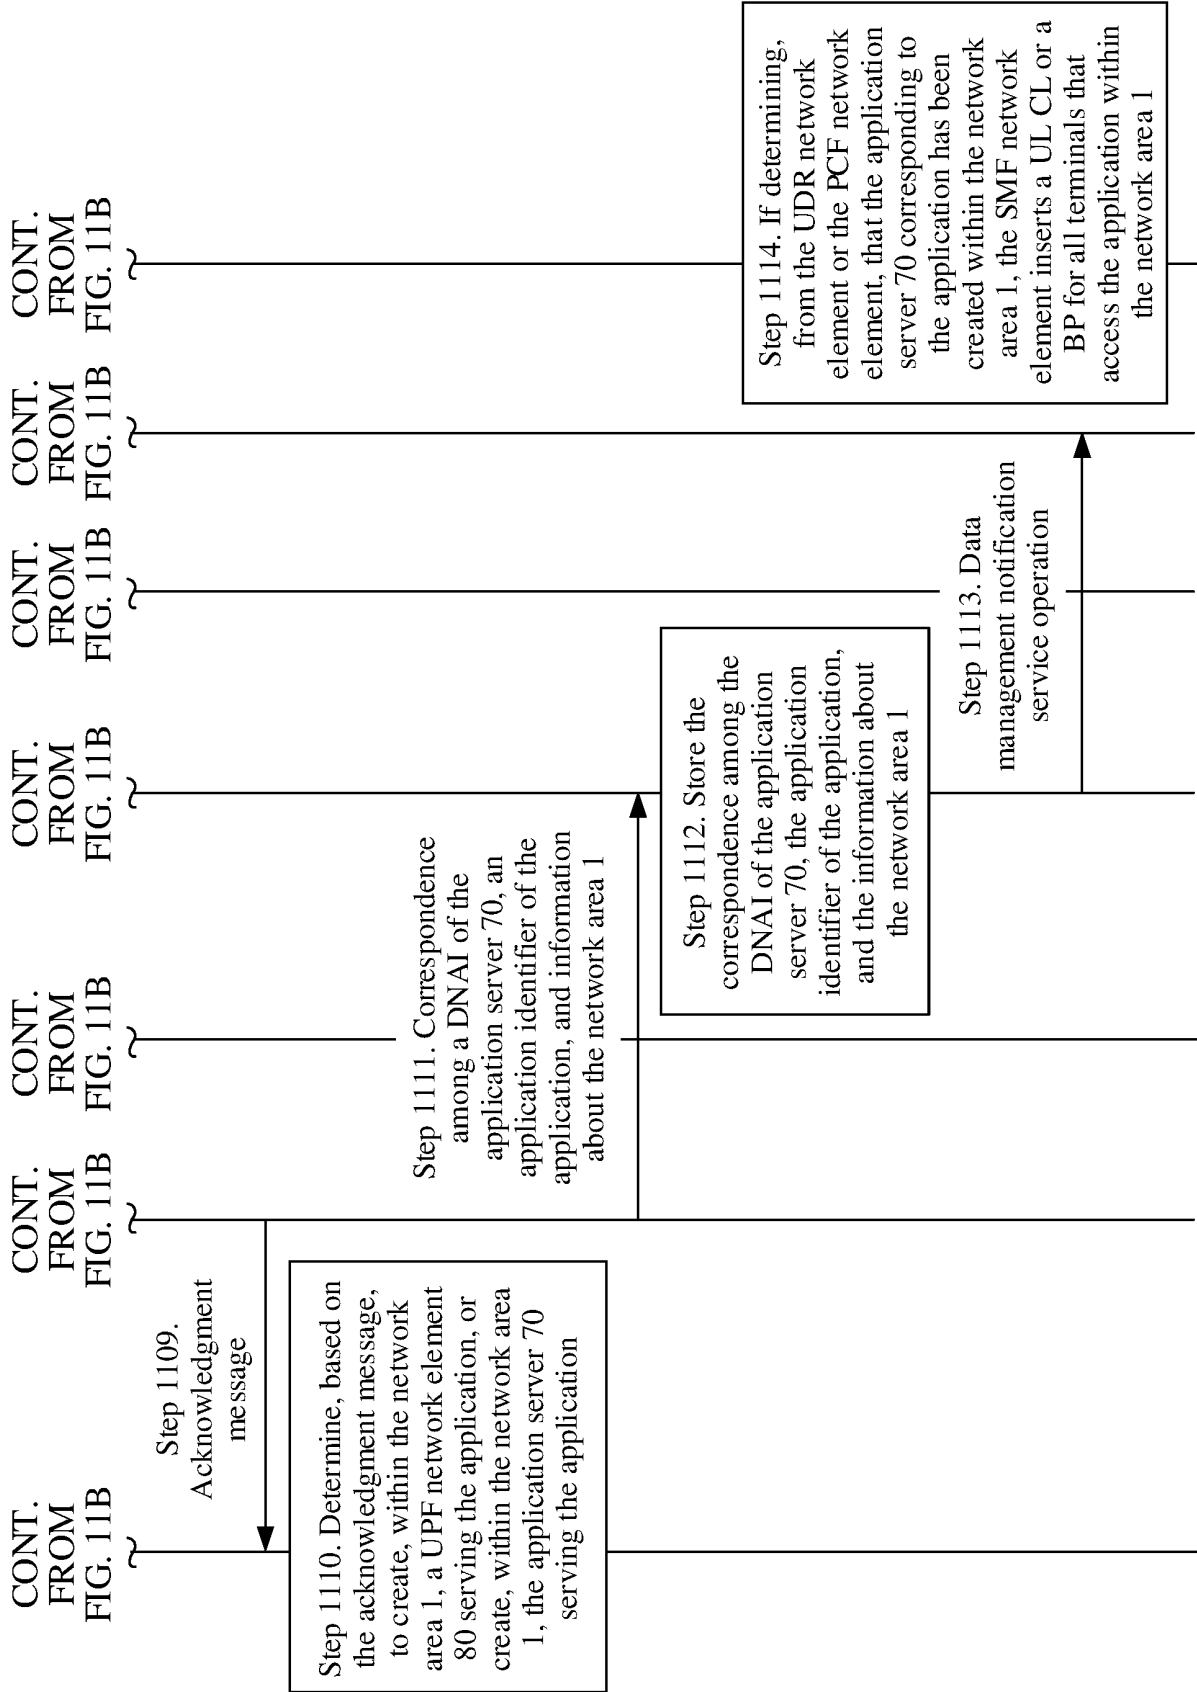 CONT.
FROM
FIG. 11B
CONT.
FROM
FIG. 11B
CONT.
FROM
FIG. 11B
CONT.
FROM
FIG. 11B
CONT.
FROM
FIG. 11B
CONT.
FROM
FIG. 11B
CONT.
FROM
FIG. 11B
Step 1109.
Acknowledgment
message
Step 1110. Determine, based on
the acknowledgment message,
to create, within the network
area 1, a UPF network element
80 serving the application, or
create, within the network area
1, the application server 70
serving the application
Step 1111. Correspondence
among a DNAI of the
application server 70, an
application identifier of the
application, and information
about the network area 1
Step 1112. Store the
correspondence among the
DNAI of the application
server 70, the application
identifier of the application,
and the information about
the network area 1
Step 1113. Data
management notification
service operation
Step 1114. If determining,
from the UDR network
element or the PCF network
element, that the application
server 70 corresponding to
the application has been
created within the network
area 1, the SMF network
element inserts a UL CL or a
BP for all terminals that
access the application within
the network area 1